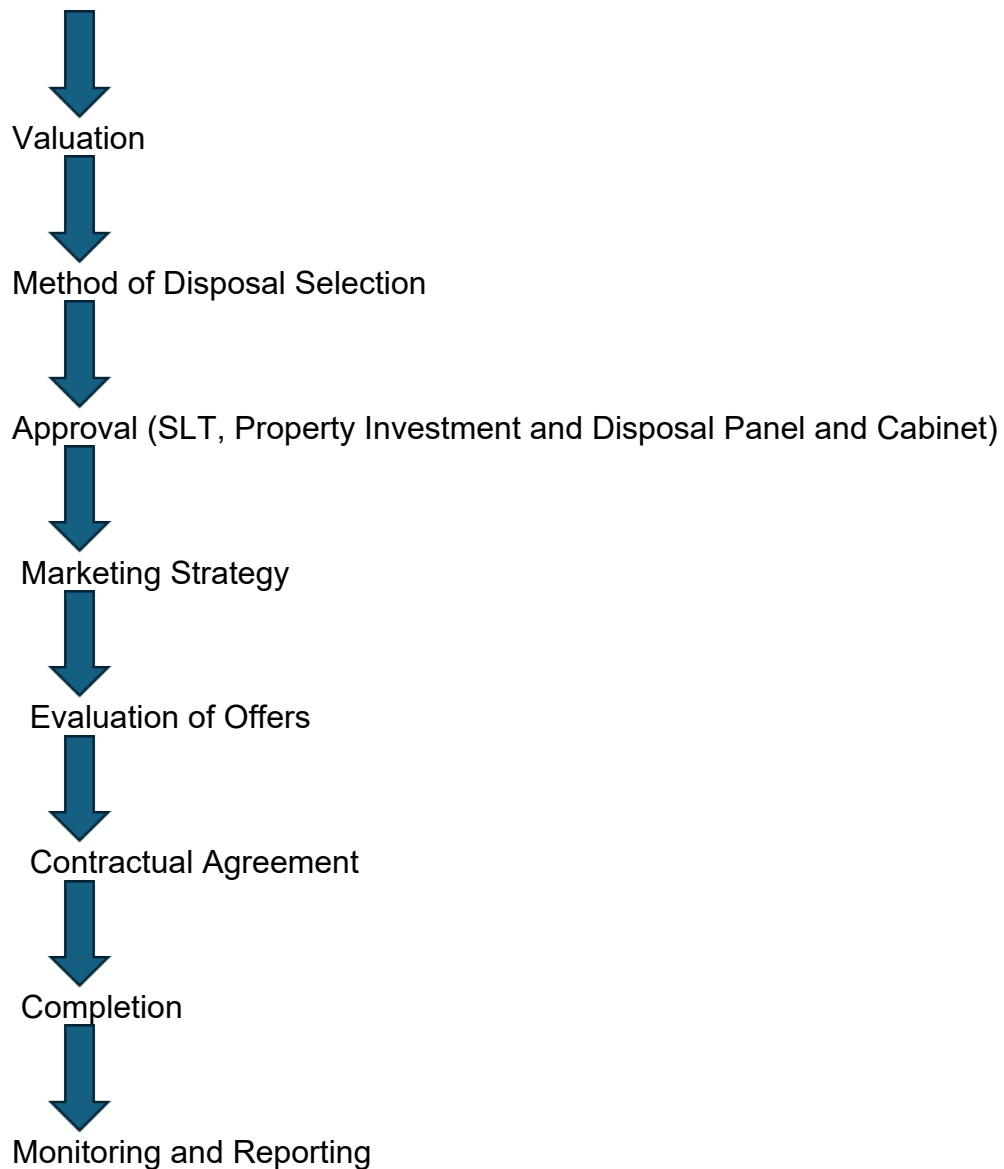 Valuation
Method of Disposal Selection
Approval (SLT, Property Investment and Disposal Panel and Cabinet)
Marketing Strategy
Evaluation of Offers
Contractual Agreement
Completion
Monitoring and Reporting